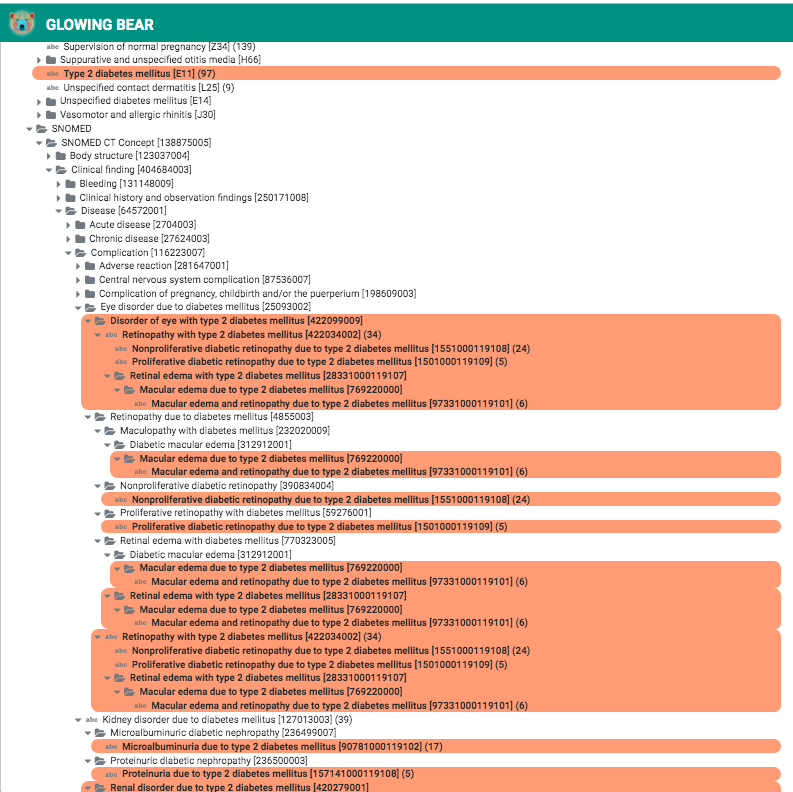 GLOWING BEAR
abc Supervision of normal pregnancy [Z34] (139)
Suppurative and unspecified otitis media [H66]
abc Type 2 diabetes mellitus [E11] (97)
abc Unspecified contact dermatitis [L25] (9)
Unspecified diabetes mellitus [E14]
Vasomotor and allergic rhinitis [J30]
SNOMED
SNOMED CT Concept [138875005]
Body structure [123037004]
Clinical finding [404684003]
Bleeding [131148009]
Clinical history and observation findings [250171008]
Disease [64572001]
Acute disease [2704003]
Chronic disease [27624003]
Complication [116223007]
Adverse reaction [281647001]
Central nervous system complication [87536007]
Complication of pregnancy, childbirth and/or the puerperium [198609003]
Eye disorder due to diabetes mellitus [25093002]
Disorder of eye with type 2 diabetes mellitus [422099009]
abc Retinopathy with type 2 diabetes mellitus [422034002] (34)
abc Nonproliferative diabetic retinopathy due to type 2 diabetes mellitus [1551000119108] (24)
abc Proliferative diabetic retinopathy due to type 2 diabetes mellitus [1501000119109] (5)
Retinal edema with type 2 diabetes mellitus [28331000119107]
Macular edema due to type 2 diabetes mellitus [769220000]
abc Macular edema and retinopathy due to type 2 diabetes mellitus [97331000119101] (6)
Retinopathy due to diabetes mellitus [4855003]
Maculopathy with diabetes mellitus [232020009]
Diabetic macular edema [312912001]
Macular edema due to type 2 diabetes mellitus [769220000]
abc Macular edema and retinopathy due to type 2 diabetes mellitus [97331000119101] (6)
Nonproliferative diabetic retinopathy [390834004]
abc Nonproliferative diabetic retinopathy due to type 2 diabetes mellitus [1551000119108] (24)
Proliferative retinopathy with diabetes mellitus [59276001]
abc Proliferative diabetic retinopathy due to type 2 diabetes mellitus [1501000119109] (5)
Retinal edema with diabetes mellitus [770323005]
Diabetic macular edema [312912001]
Macular edema due to type 2 diabetes mellitus [769220000]
abc Macular edema and retinopathy due to type 2 diabetes mellitus [97331000119101] (6)
Retinal edema with type 2 diabetes mellitus [28331000119107]
Macular edema due to type 2 diabetes mellitus [769220000]
abc Macular edema and retinopathy due to type 2 diabetes mellitus [97331000119101] (6)
abc Retinopathy with type 2 diabetes mellitus [422034002] (34)
abc Nonproliferative diabetic retinopathy due to type 2 diabetes mellitus [1551000119108] (24)
abc Proliferative diabetic retinopathy due to type 2 diabetes mellitus [1501000119109] (5)
Retinal edema with type 2 diabetes mellitus [28331000119107]
Macular edema due to type 2 diabetes mellitus [769220000]
abc Macular edema and retinopathy due to type 2 diabetes mellitus [97331000119101] (6)
abc Kidney disorder due to diabetes mellitus [127013003] (39)
Microalbuminuric diabetic nephropathy [236499007]
abc Microalbuminuria due to type 2 diabetes mellitus [90781000119102] (17)
Proteinuric diabetic nephropathy [236500003]
abc Proteinuria due to type 2 diabetes mellitus [157141000119108] (5)
Renal disorder due to type 2 diabetes mellitus [420279001]